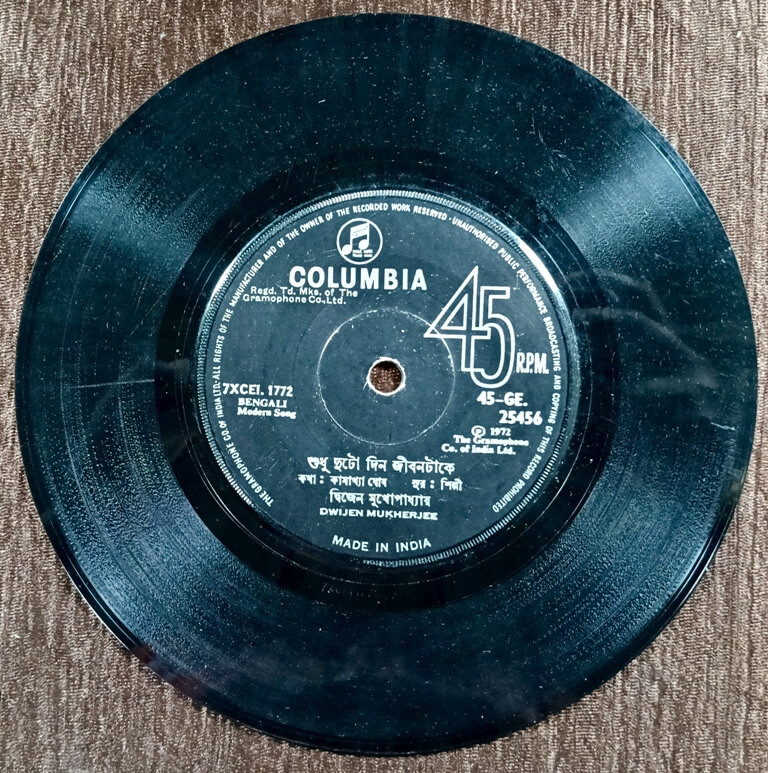 THE GRAMOPHONE CO. OF INDIA LTD. ALL RIGHTS OF THE MANUFACTURER AND OF THE OWNER OF THE RECORDED WORK RESERVED · UNAUTHORISED PUBLIC PERFORMANCE BROADCASTING AND COPYING OF THIS RECORD PROHIBITED
COLUMBIA
Regd. Td. Mks. of The
Gramophone Co., Ltd.
45 R.P.M.
7XCEI. 1772
BENGALI
Modern Song
45-GE.
25456
Ⓟ 1972
The Gramophone
Co. of India Ltd.
শুধু দুটো দিন জীবনটাকে
কথা : কামাখ্যা ঘোষ সুর : শিল্পী
দ্বিজেন মুখোপাধ্যায়
DWIJEN MUKHERJEE
MADE IN INDIA